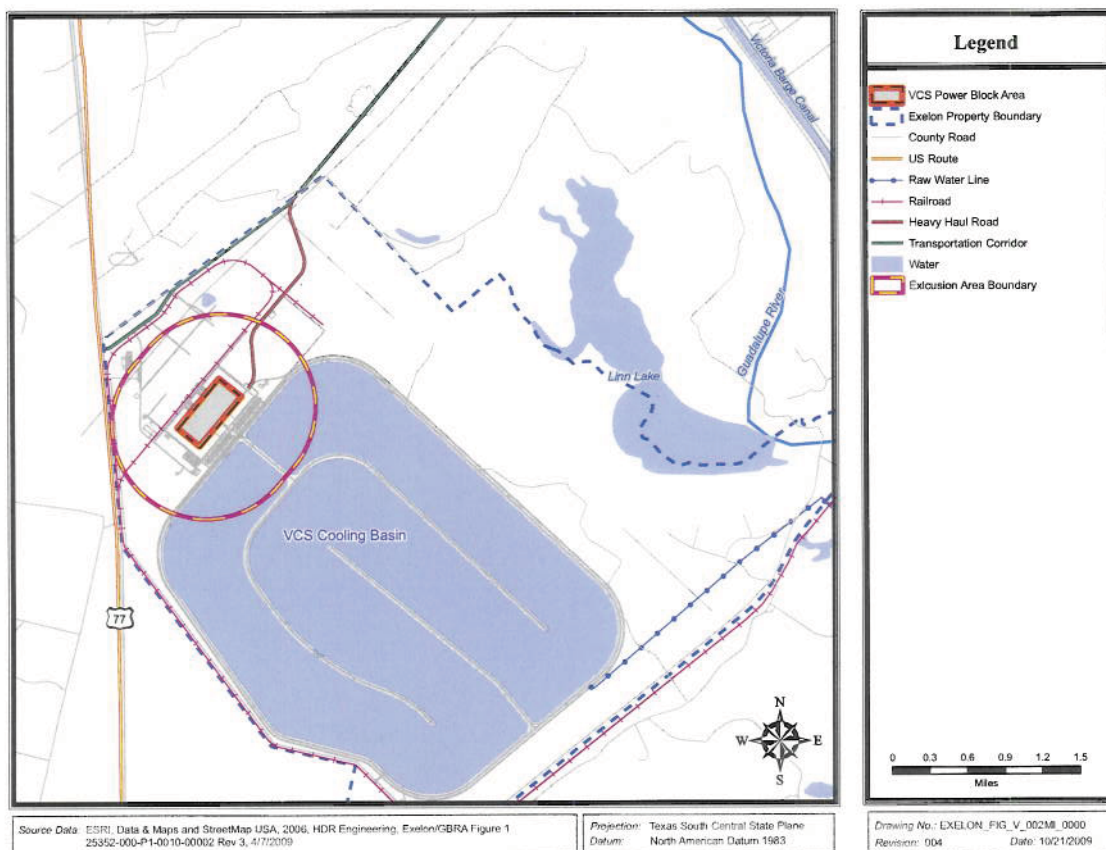 Victoria Barge Canal
Guadalupe River
Linn Lake
VCS Cooling Basin
77
N
W E
S
Legend
VCS Power Block Area
Exelon Property Boundary
County Road
US Route
Raw Water Line
Railroad
Heavy Haul Road
Transportation Corridor
Water
Exlcusion Area Boundary
0 0.3 0.6 0.9 1.2 1.5
Miles
Source Data: ESRI, Data & Maps and StreetMap USA, 2006, HDR Engineering, Exelon/GBRA Figure 1
25352-000-P1-0010-00002 Rev 3, 4/7/2009
Projection: Texas South Central State Plane
Datum: North American Datum 1983
Drawing No.: EXELON_FIG_V_002MI_0000
Revision: 004 Date: 10/21/2009